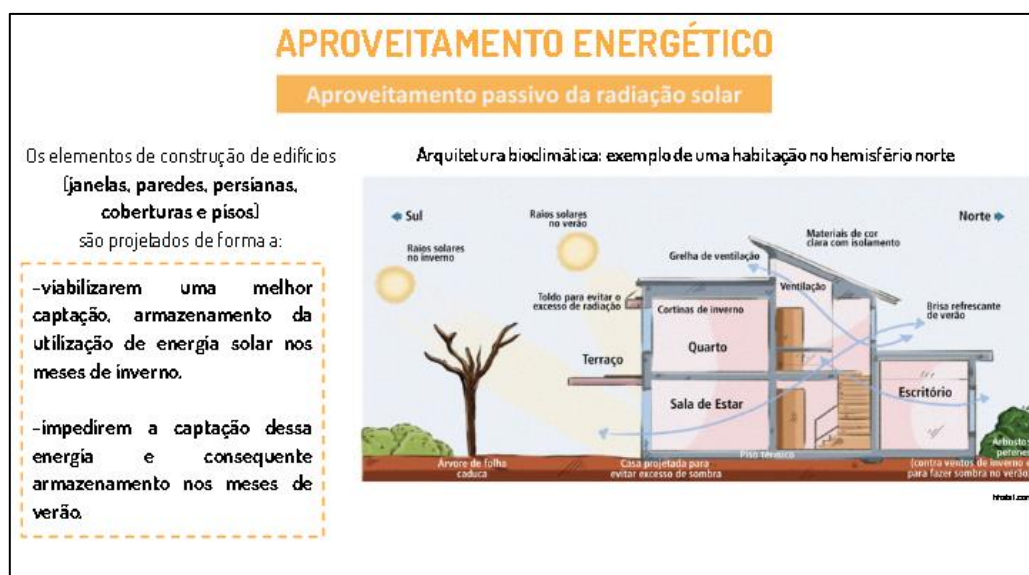 APROVEITAMENTO ENERGÉTICO
Aproveitamento passivo da radiação solar
Os elementos de construção de edifícios
(janelas, paredes, persianas,
coberturas e pisos)
são projetados de forma a:
-viabilizarem uma melhor
captação, armazenamento da
utilização de energia solar nos
meses de inverno.
-impedirem a captação dessa
energia e consequente
armazenamento nos meses de
verão.
Arquitetura bioclimática: exemplo de uma habitação no hemisfério norte
Sul
Norte
Raios solares
no inverno
Raios solares
no verão
Materiais de cor
clara com isolamento
Grelha de ventilação
Ventilação
Toldo para evitar o
excesso de radiação
Cortinas de inverno
Brisa refrescante
de verão
Quarto
Terraço
Sala de Estar
Escritório
Piso térmico
Árvore de folha
caduca
Casa projetada para
evitar excesso de sombra
Arbustos
perenes
(contra ventos de inverno e
para fazer sombra no verão)